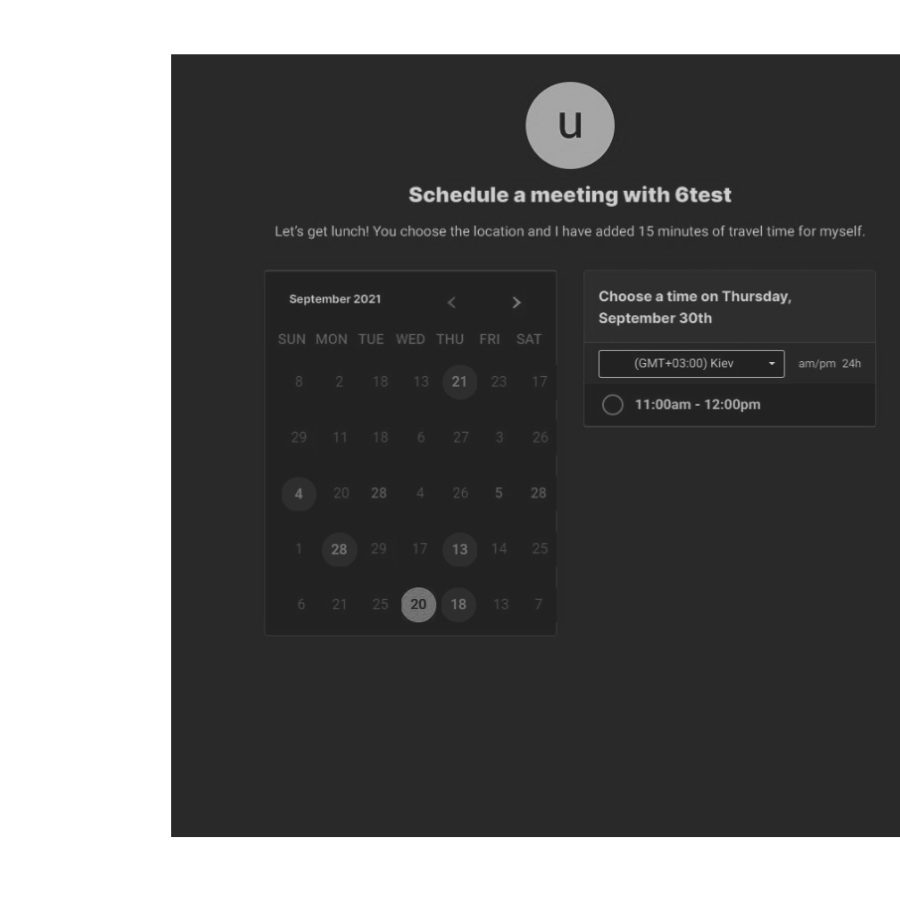 u
Schedule a meeting with 6test
Let's get lunch! You choose the location and I have added 15 minutes of travel time for myself.
September 2021
SUN MON TUE WED THU FRI SAT
8 2 18 13 21 23 17
29 11 18 6 27 3 26
4 20 28 4 26 5 28
1 28 29 17 13 14 25
6 21 25 20 18 13 7
Choose a time on Thursday,
September 30th
(GMT+03:00) Kiev am/pm 24h
11:00am - 12:00pm